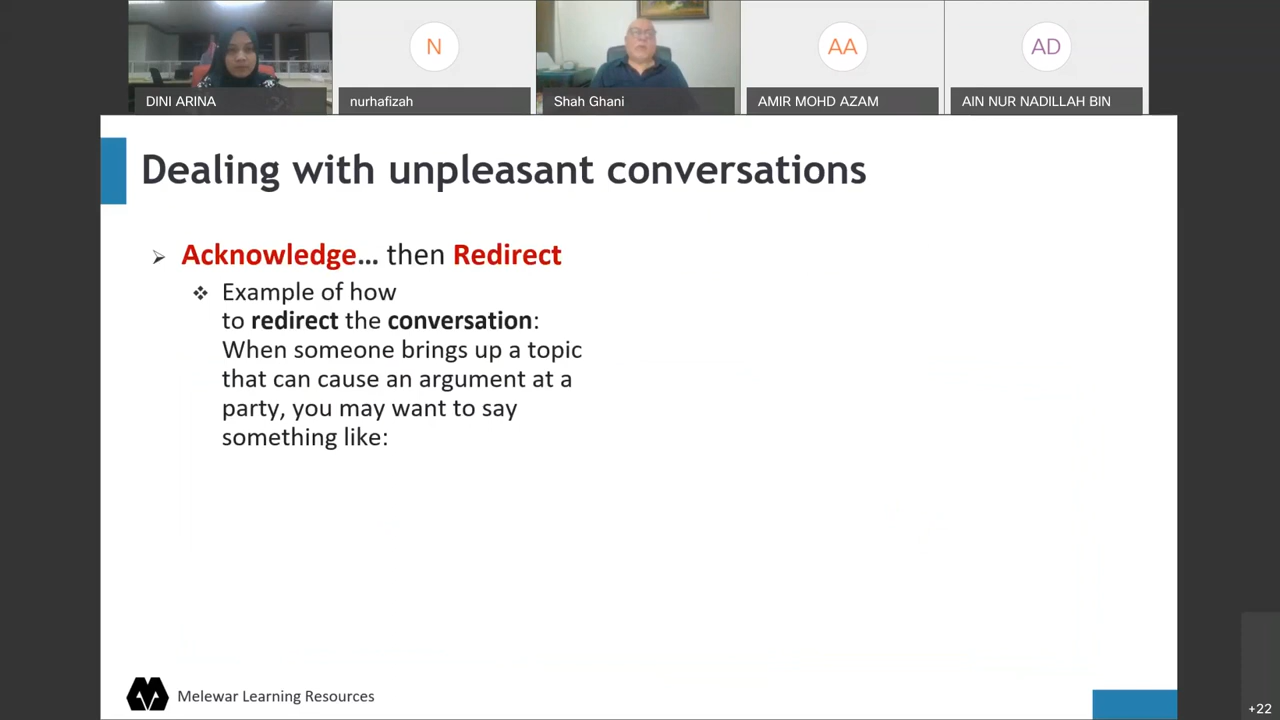 N
AA
AD
DINI ARINA
nurhafizah
Shah Ghani
AMIR MOHD AZAM
AIN NUR NADILLAH BIN
Dealing with unpleasant conversations
Acknowledge... then Redirect
Example of how
to redirect the conversation:
When someone brings up a topic
that can cause an argument at a
party, you may want to say
something like:
Melewar Learning Resources
+22